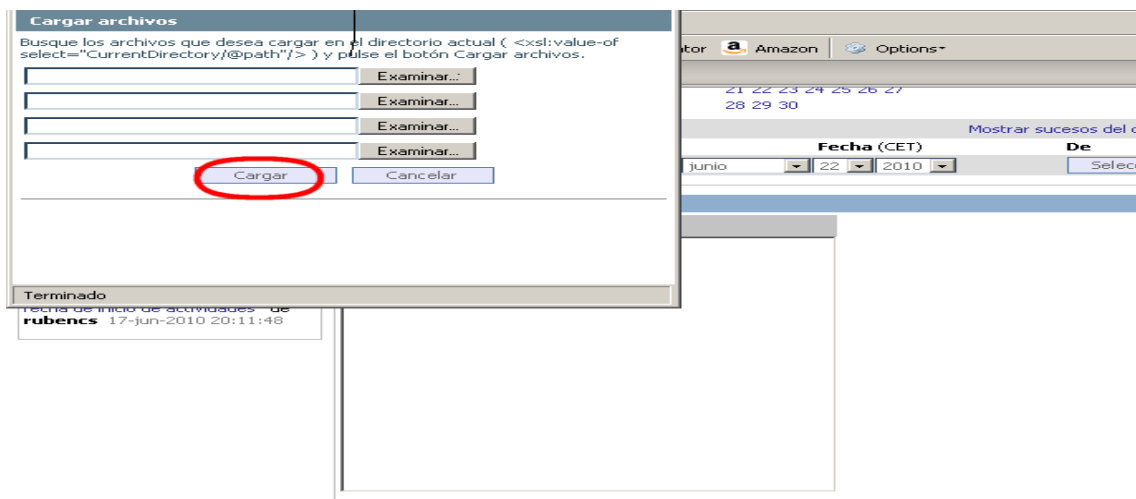 Cargar archivos
Busque los archivos que desea cargar en el directorio actual ( <xsl:value-of
select="CurrentDirectory/@path"/> ) y pulse el botón Cargar archivos.
Examinar...
Examinar...
Examinar...
Examinar...
Cargar Cancelar
Terminado
fecha de inicio de actividades" de
rubencs 17-jun-2010 20:11:48
Amazon Options
21 22 23 24 25 26 27
28 29 30
Mostrar sucesos del
Fecha (CET) De
junio 22 2010